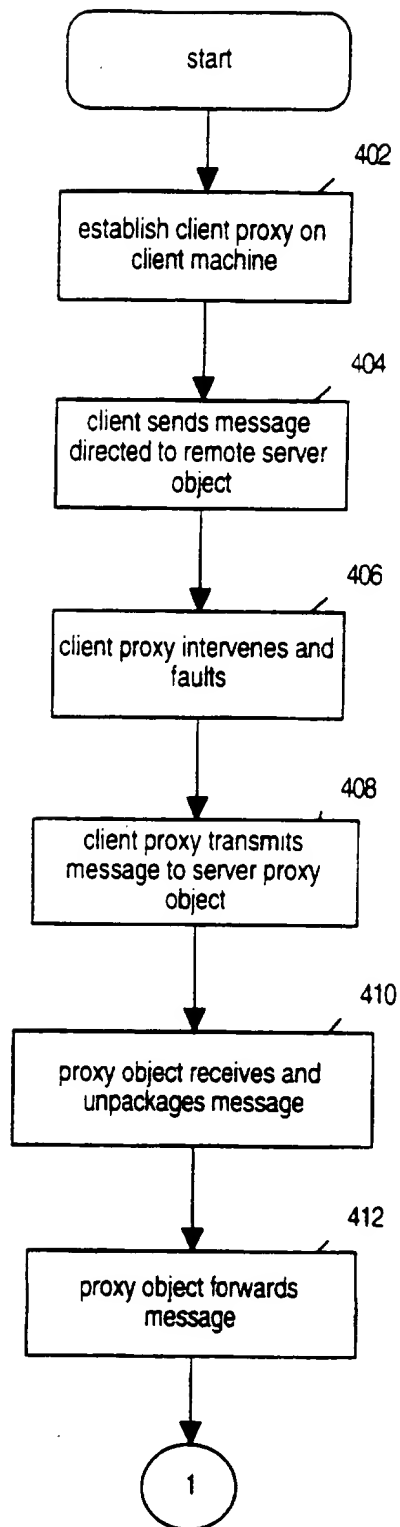 start
402
establish client proxy on
client machine
404
client sends message
directed to remote server
object
406
client proxy intervenes and
faults
408
client proxy transmits
message to server proxy
object
410
proxy object receives and
unpackages message
412
proxy object forwards
message
1